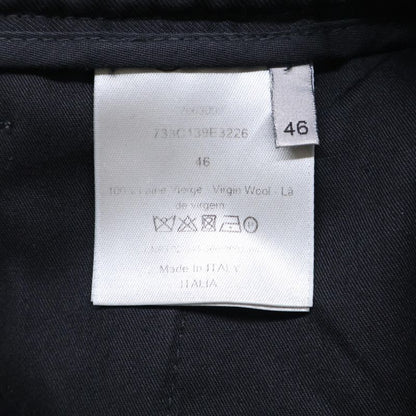 733C139E3226
46
46
100% Laine Vierge - Virgin Wool - Lã
de virgem
Made in ITALY
ITALIA